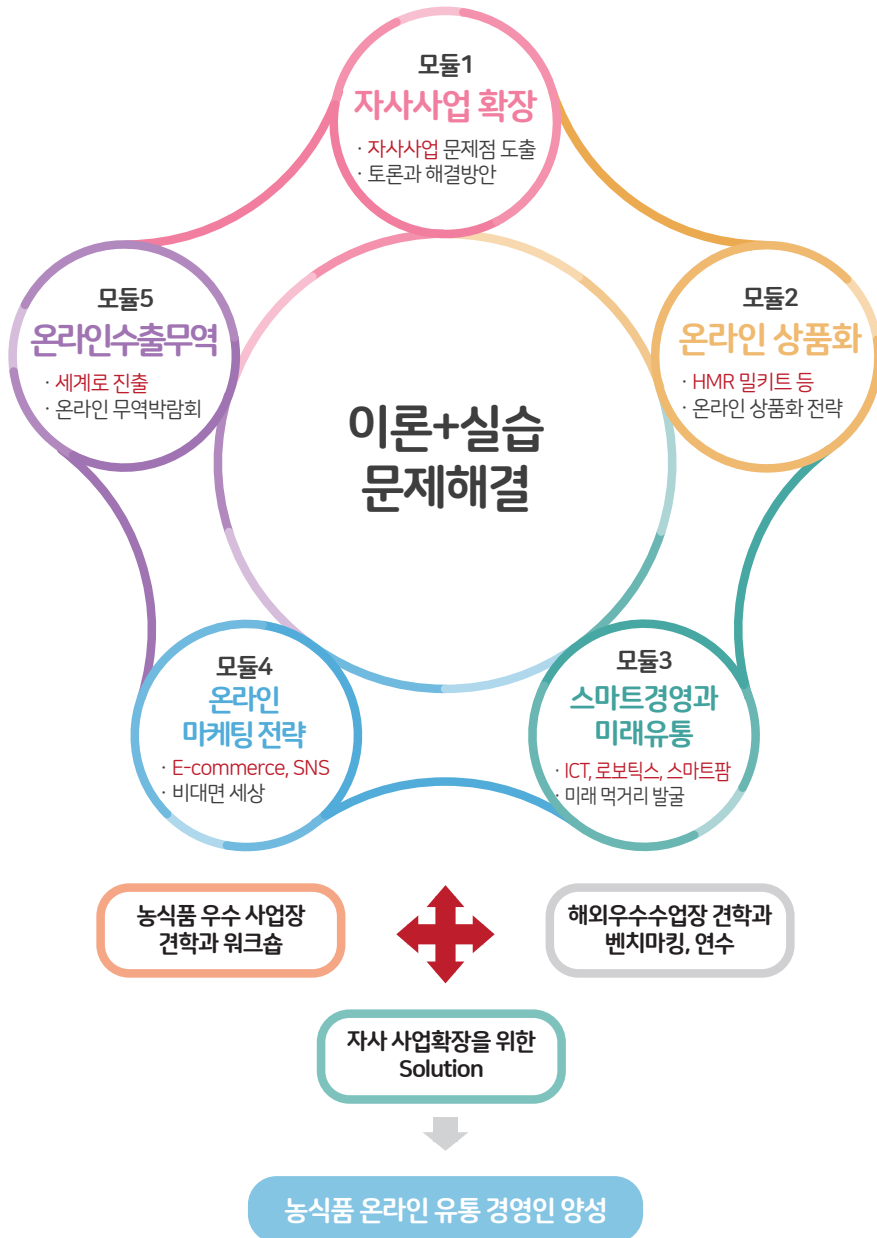 모듈1
자사사업 확장
· 자사사업 문제점 도출
· 토론과 해결방안
모듈5
온라인수출무역
· 세계로 진출
· 온라인 무역박람회
모듈2
온라인 상품화
· HMR 밀키트 등
· 온라인 상품화 전략
이론+실습
문제해결
모듈4
온라인
마케팅 전략
· E-commerce, SNS
· 비대면 세상
모듈3
스마트경영과
미래유통
· ICT, 로보틱스, 스마트팜
· 미래 먹거리 발굴
농식품 우수 사업장
견학과 워크숍
해외우수수업장 견학과
벤치마킹, 연수
자사 사업확장을 위한
Solution
농식품 온라인 유통 경영인 양성